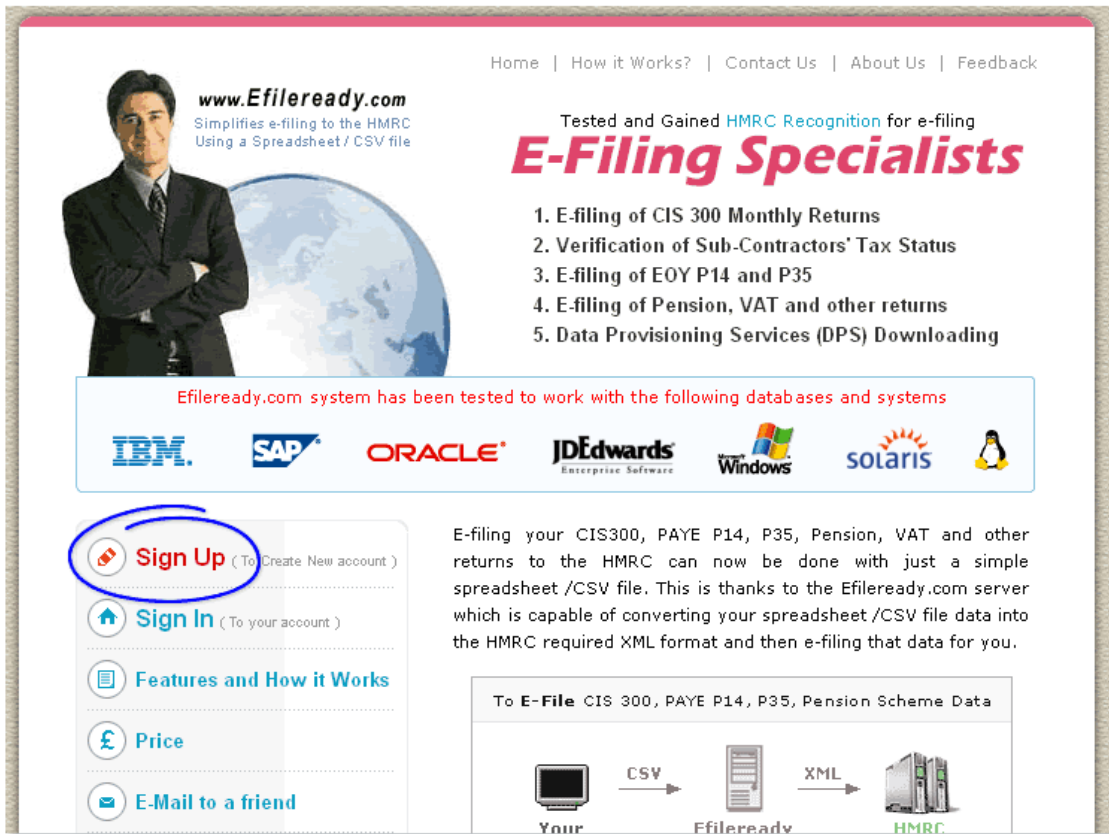 Home | How it Works? | Contact Us | About Us | Feedback
www.Efileready.com
Simplifies e-filing to the HMRC
Using a Spreadsheet / CSV file
Tested and Gained HMRC Recognition for e-filing
E-Filing Specialists
1. E-filing of CIS 300 Monthly Returns
2. Verification of Sub-Contractors' Tax Status
3. E-filing of EOY P14 and P35
4. E-filing of Pension, VAT and other returns
5. Data Provisioning Services (DPS) Downloading
Efileready.com system has been tested to work with the following databases and systems
IBM. SAP ORACLE JDEdwards Enterprise Software Microsoft Windows solaris
Sign Up ( To Create New account )
Sign In ( To your account )
Features and How it Works
£ Price
E-Mail to a friend
E-filing your CIS300, PAYE P14, P35, Pension, VAT and other
returns to the HMRC can now be done with just a simple
spreadsheet /CSV file. This is thanks to the Efileready.com server
which is capable of converting your spreadsheet /CSV file data into
the HMRC required XML format and then e-filing that data for you.
To E-File CIS 300, PAYE P14, P35, Pension Scheme Data
CSV XML
Your Efileready HMRC